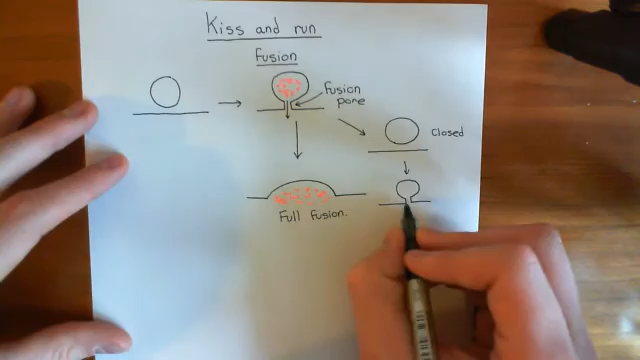 Kiss and run
Fusion
Fusion
pore
Closed
Full fusion.